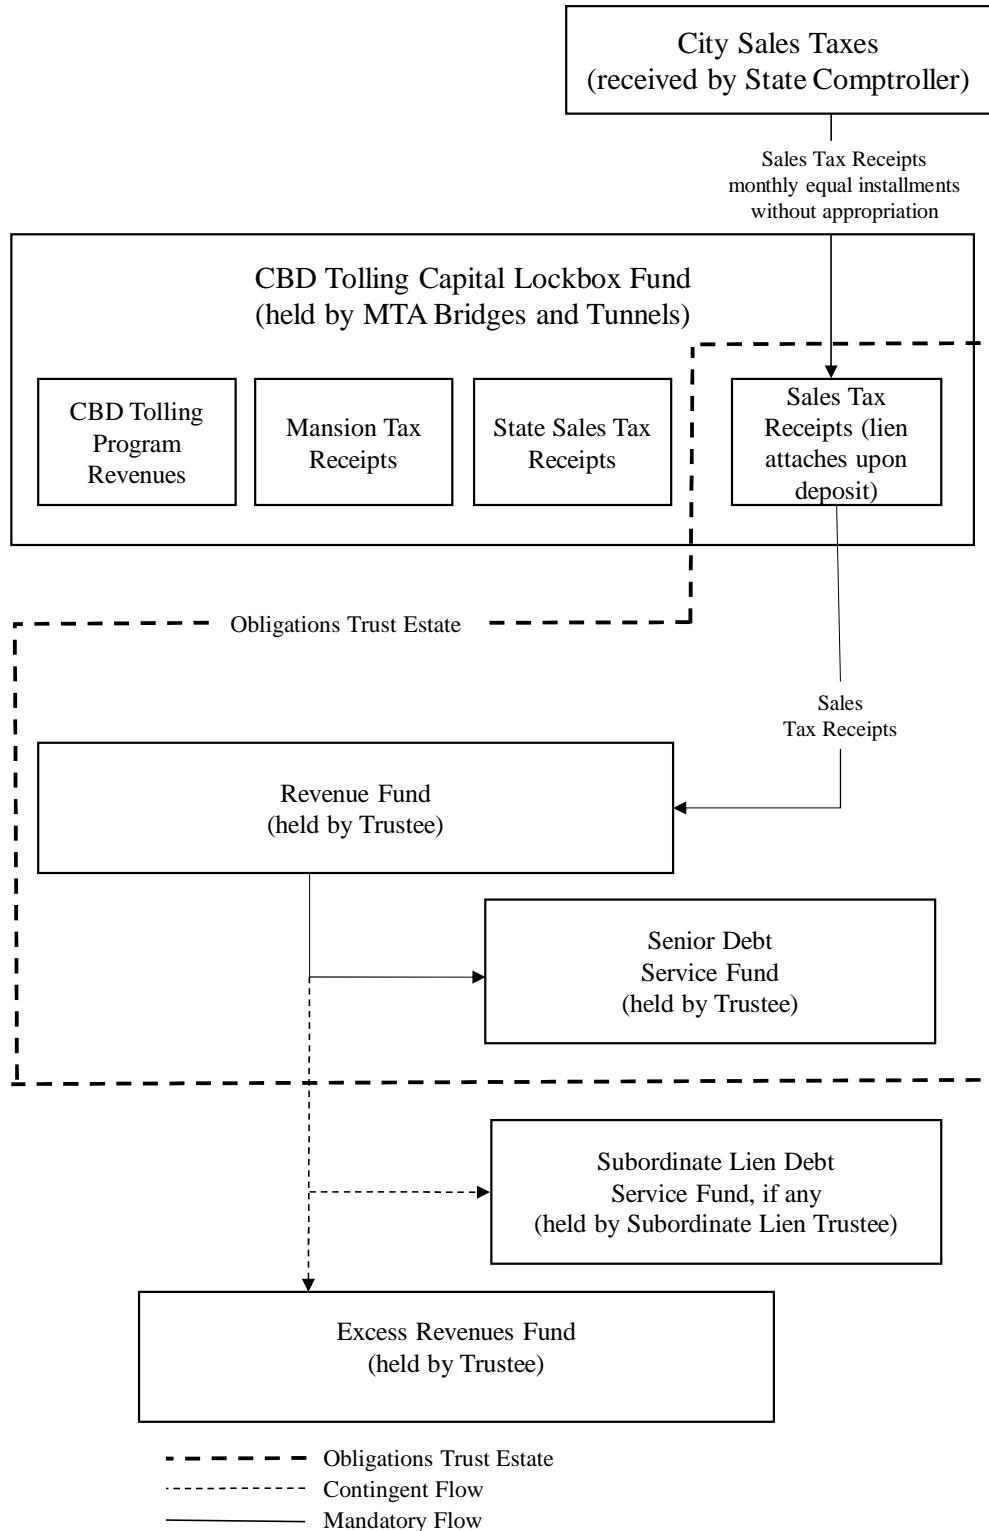 City Sales Taxes
(received by State Comptroller)
Sales Tax Receipts
monthly equal installments
without appropriation
CBD Tolling Capital Lockbox Fund
(held by MTA Bridges and Tunnels)
CBD Tolling
Program
Revenues
Mansion Tax
Receipts
State Sales Tax
Receipts
Sales Tax
Receipts (lien
attaches upon
deposit)
Obligations Trust Estate
Sales
Tax Receipts
Revenue Fund
(held by Trustee)
Senior Debt
Service Fund
(held by Trustee)
Subordinate Lien Debt
Service Fund, if any
(held by Subordinate Lien Trustee)
Excess Revenues Fund
(held by Trustee)
Obligations Trust Estate
Contingent Flow
Mandatory Flow